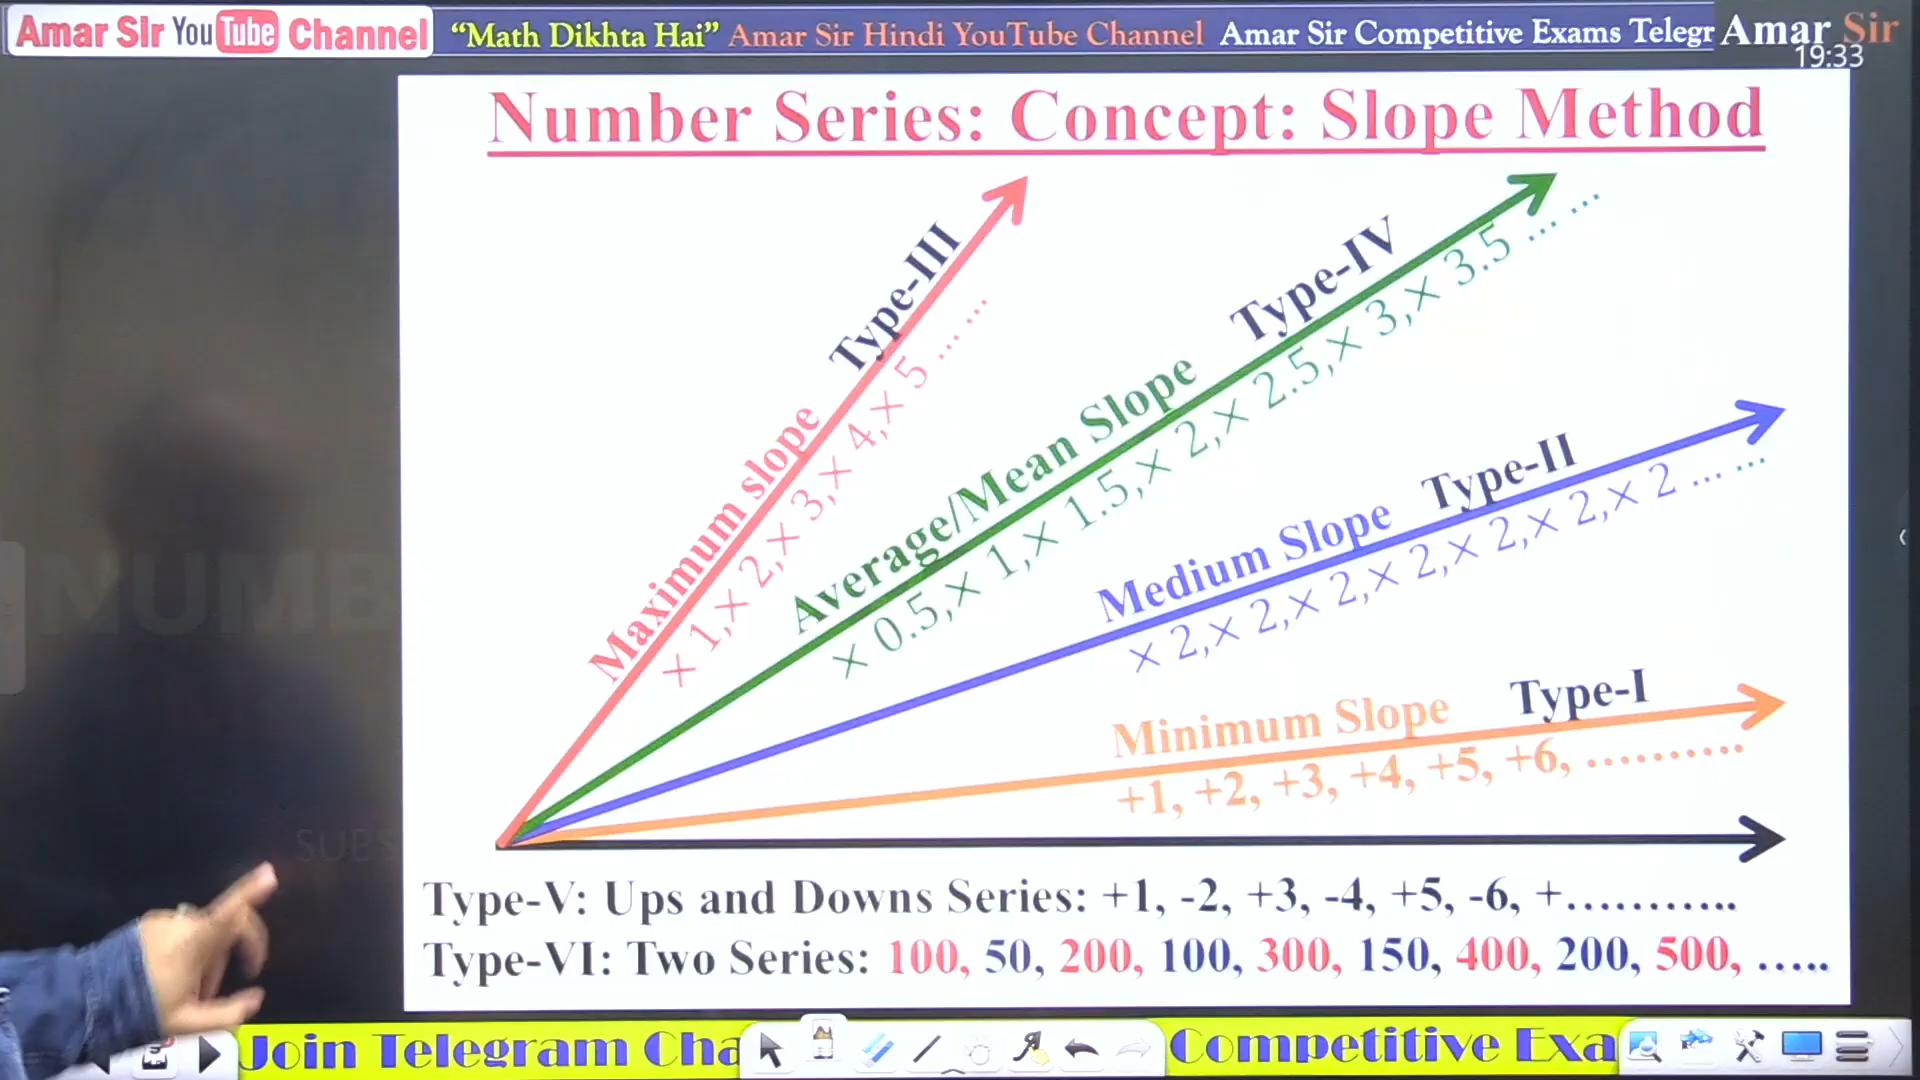 Amar Sir YouTube Channel
"Math Dikhta Hai" Amar Sir Hindi YouTube Channel Amar Sir Competitive Exams Telegr
Amar Sir
19:33
Number Series: Concept: Slope Method
Maximum slope Type-III
× 1,× 2,× 3,× 4,× 5 ... ...
Average/Mean Slope Type-IV
× 0.5,× 1,× 1.5,× 2,× 2.5,× 3,× 3.5 ... ...
Medium Slope Type-II
× 2,× 2,× 2,× 2,× 2,× 2,× 2 ... ...
Minimum Slope Type-I
+1, +2, +3, +4, +5, +6, ..........
NUMB
SUBS
Type-V: Ups and Downs Series: +1, -2, +3, -4, +5, -6, +...........
Type-VI: Two Series: 100, 50, 200, 100, 300, 150, 400, 200, 500, .....
Join Telegram Cha
Competitive Exa